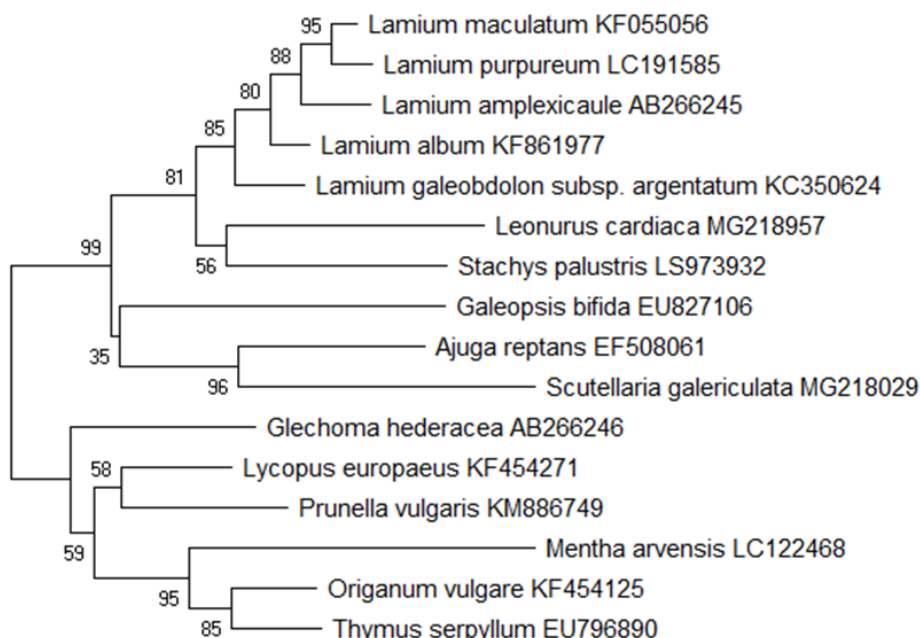 95 Lamium maculatum KF055056
Lamium purpureum LC191585
88
Lamium amplexicaule AB266245
80
85 Lamium album KF861977
81 Lamium galeobdolon subsp. argentatum KC350624
Leonurus cardiaca MG218957
99
56 Stachys palustris LS973932
Galeopsis bifida EU827106
35 Ajuga reptans EF508061
96 Scutellaria galericulata MG218029
Glechoma hederacea AB266246
58 Lycopus europaeus KF454271
Prunella vulgaris KM886749
59 Mentha arvensis LC122468
95 Origanum vulgare KF454125
85 Thymus serpyllum EU796890